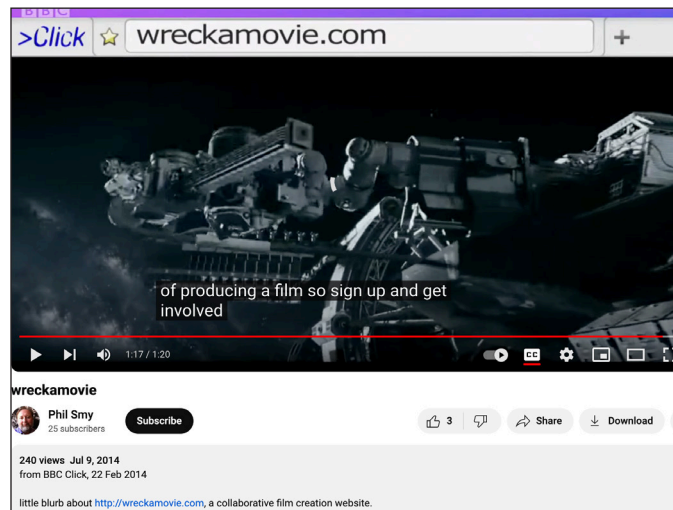 BBC
>Click wreckamovie.com +
of producing a film so sign up and get
involved
1:17 / 1:20
CC
wreckamovie
Phil Smy
25 subscribers
Subscribe
3
Share
Download
240 views Jul 9, 2014
from BBC Click, 22 Feb 2014
little blurb about http://wreckamovie.com, a collaborative film creation website.